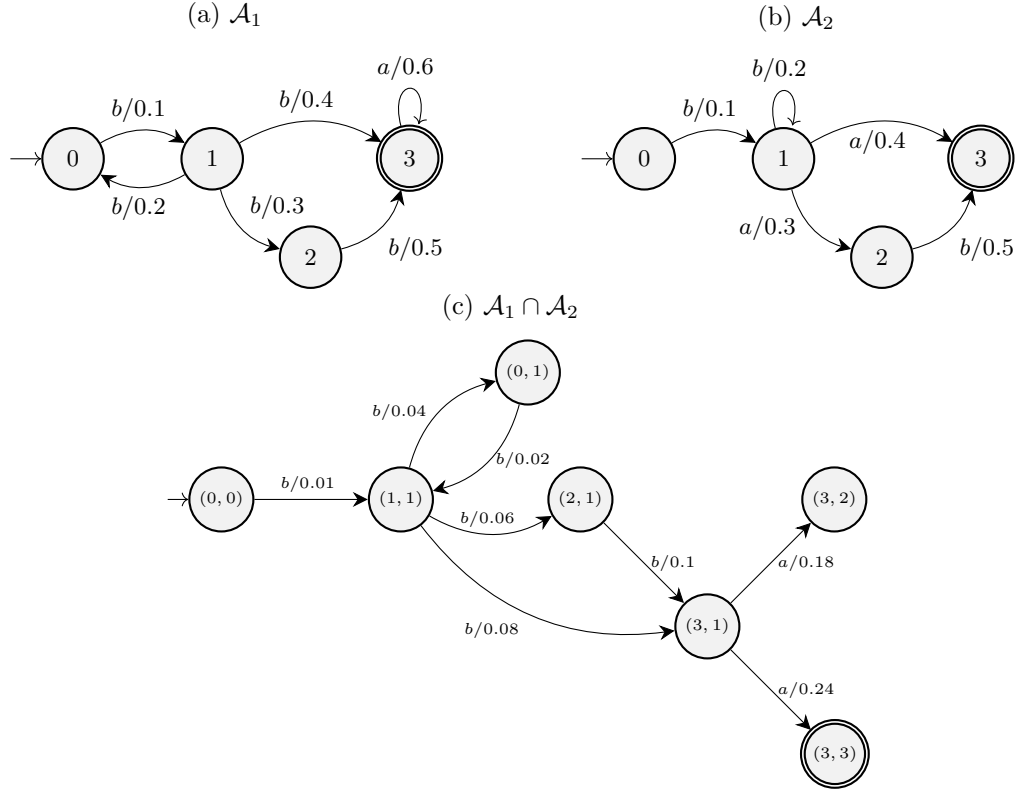 (a) 𝒜₁
b/0.1
b/0.4
a/0.6
0
1
3
b/0.2
b/0.3
2
b/0.5
(b) 𝒜₂
b/0.2
b/0.1
a/0.4
0
1
3
a/0.3
2
b/0.5
(c) 𝒜₁ ∩ 𝒜₂
(0, 1)
b/0.04
b/0.02
(0, 0)
b/0.01
(1, 1)
b/0.06
(2, 1)
(3, 2)
b/0.1
a/0.18
b/0.08
(3, 1)
a/0.24
(3, 3)